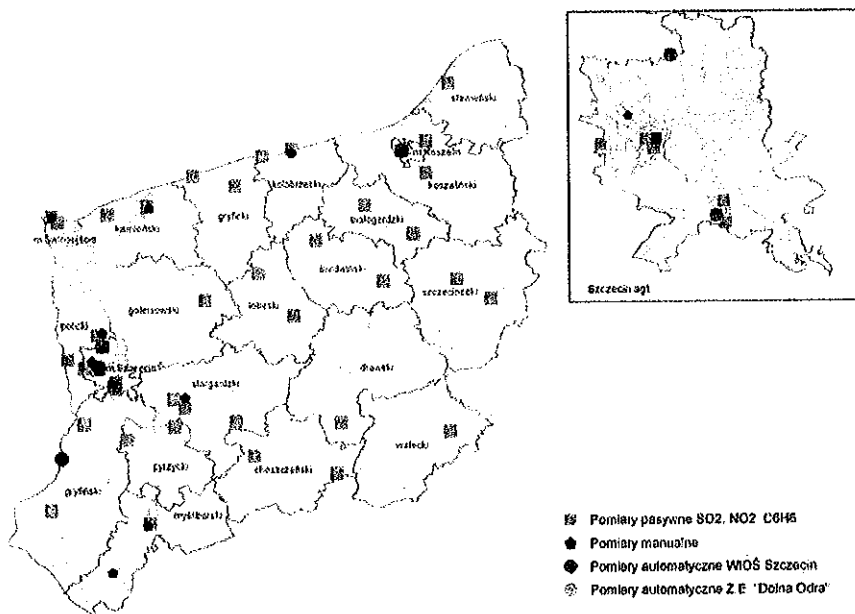 sławieński
m.Koszalin
kołobrzeski
koszaliński
białogardzki
gryficki
kamieński
m.Świnoujście
świdwiński
szczecinecki
łobeski
goleniowski
policki
m.Szczecin
drawski
stargardzki
wałecki
pyrzycki
choszczeński
gryfiński
myśliborski
Szczecin agl.
Pomiary pasywne SO2, NO2 C6H6
Pomiary manualne
Pomiary automatyczne WIOŚ Szczecin
Pomiary automatyczne Z.E. "Dolna Odra"